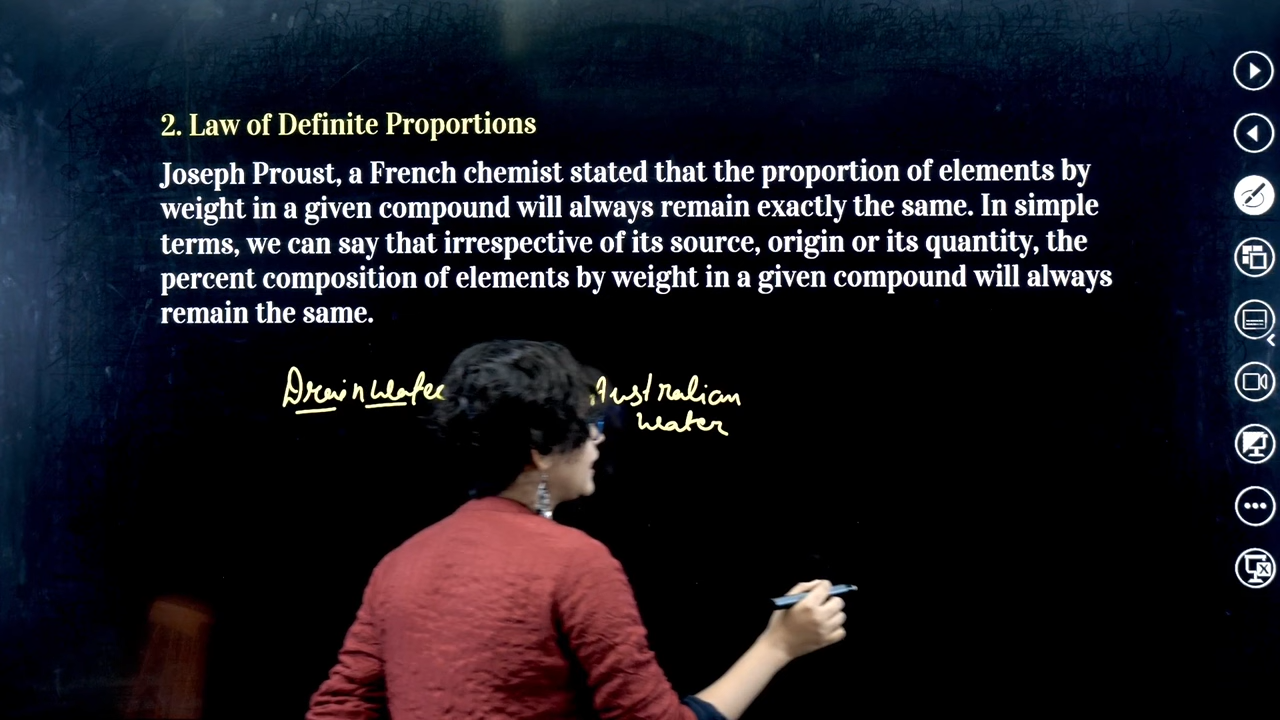 2. Law of Definite Proportions
Joseph Proust, a French chemist stated that the proportion of elements by
weight in a given compound will always remain exactly the same. In simple
terms, we can say that irrespective of its source, origin or its quantity, the
percent composition of elements by weight in a given compound will always
remain the same.
Drain Water Australian
Water